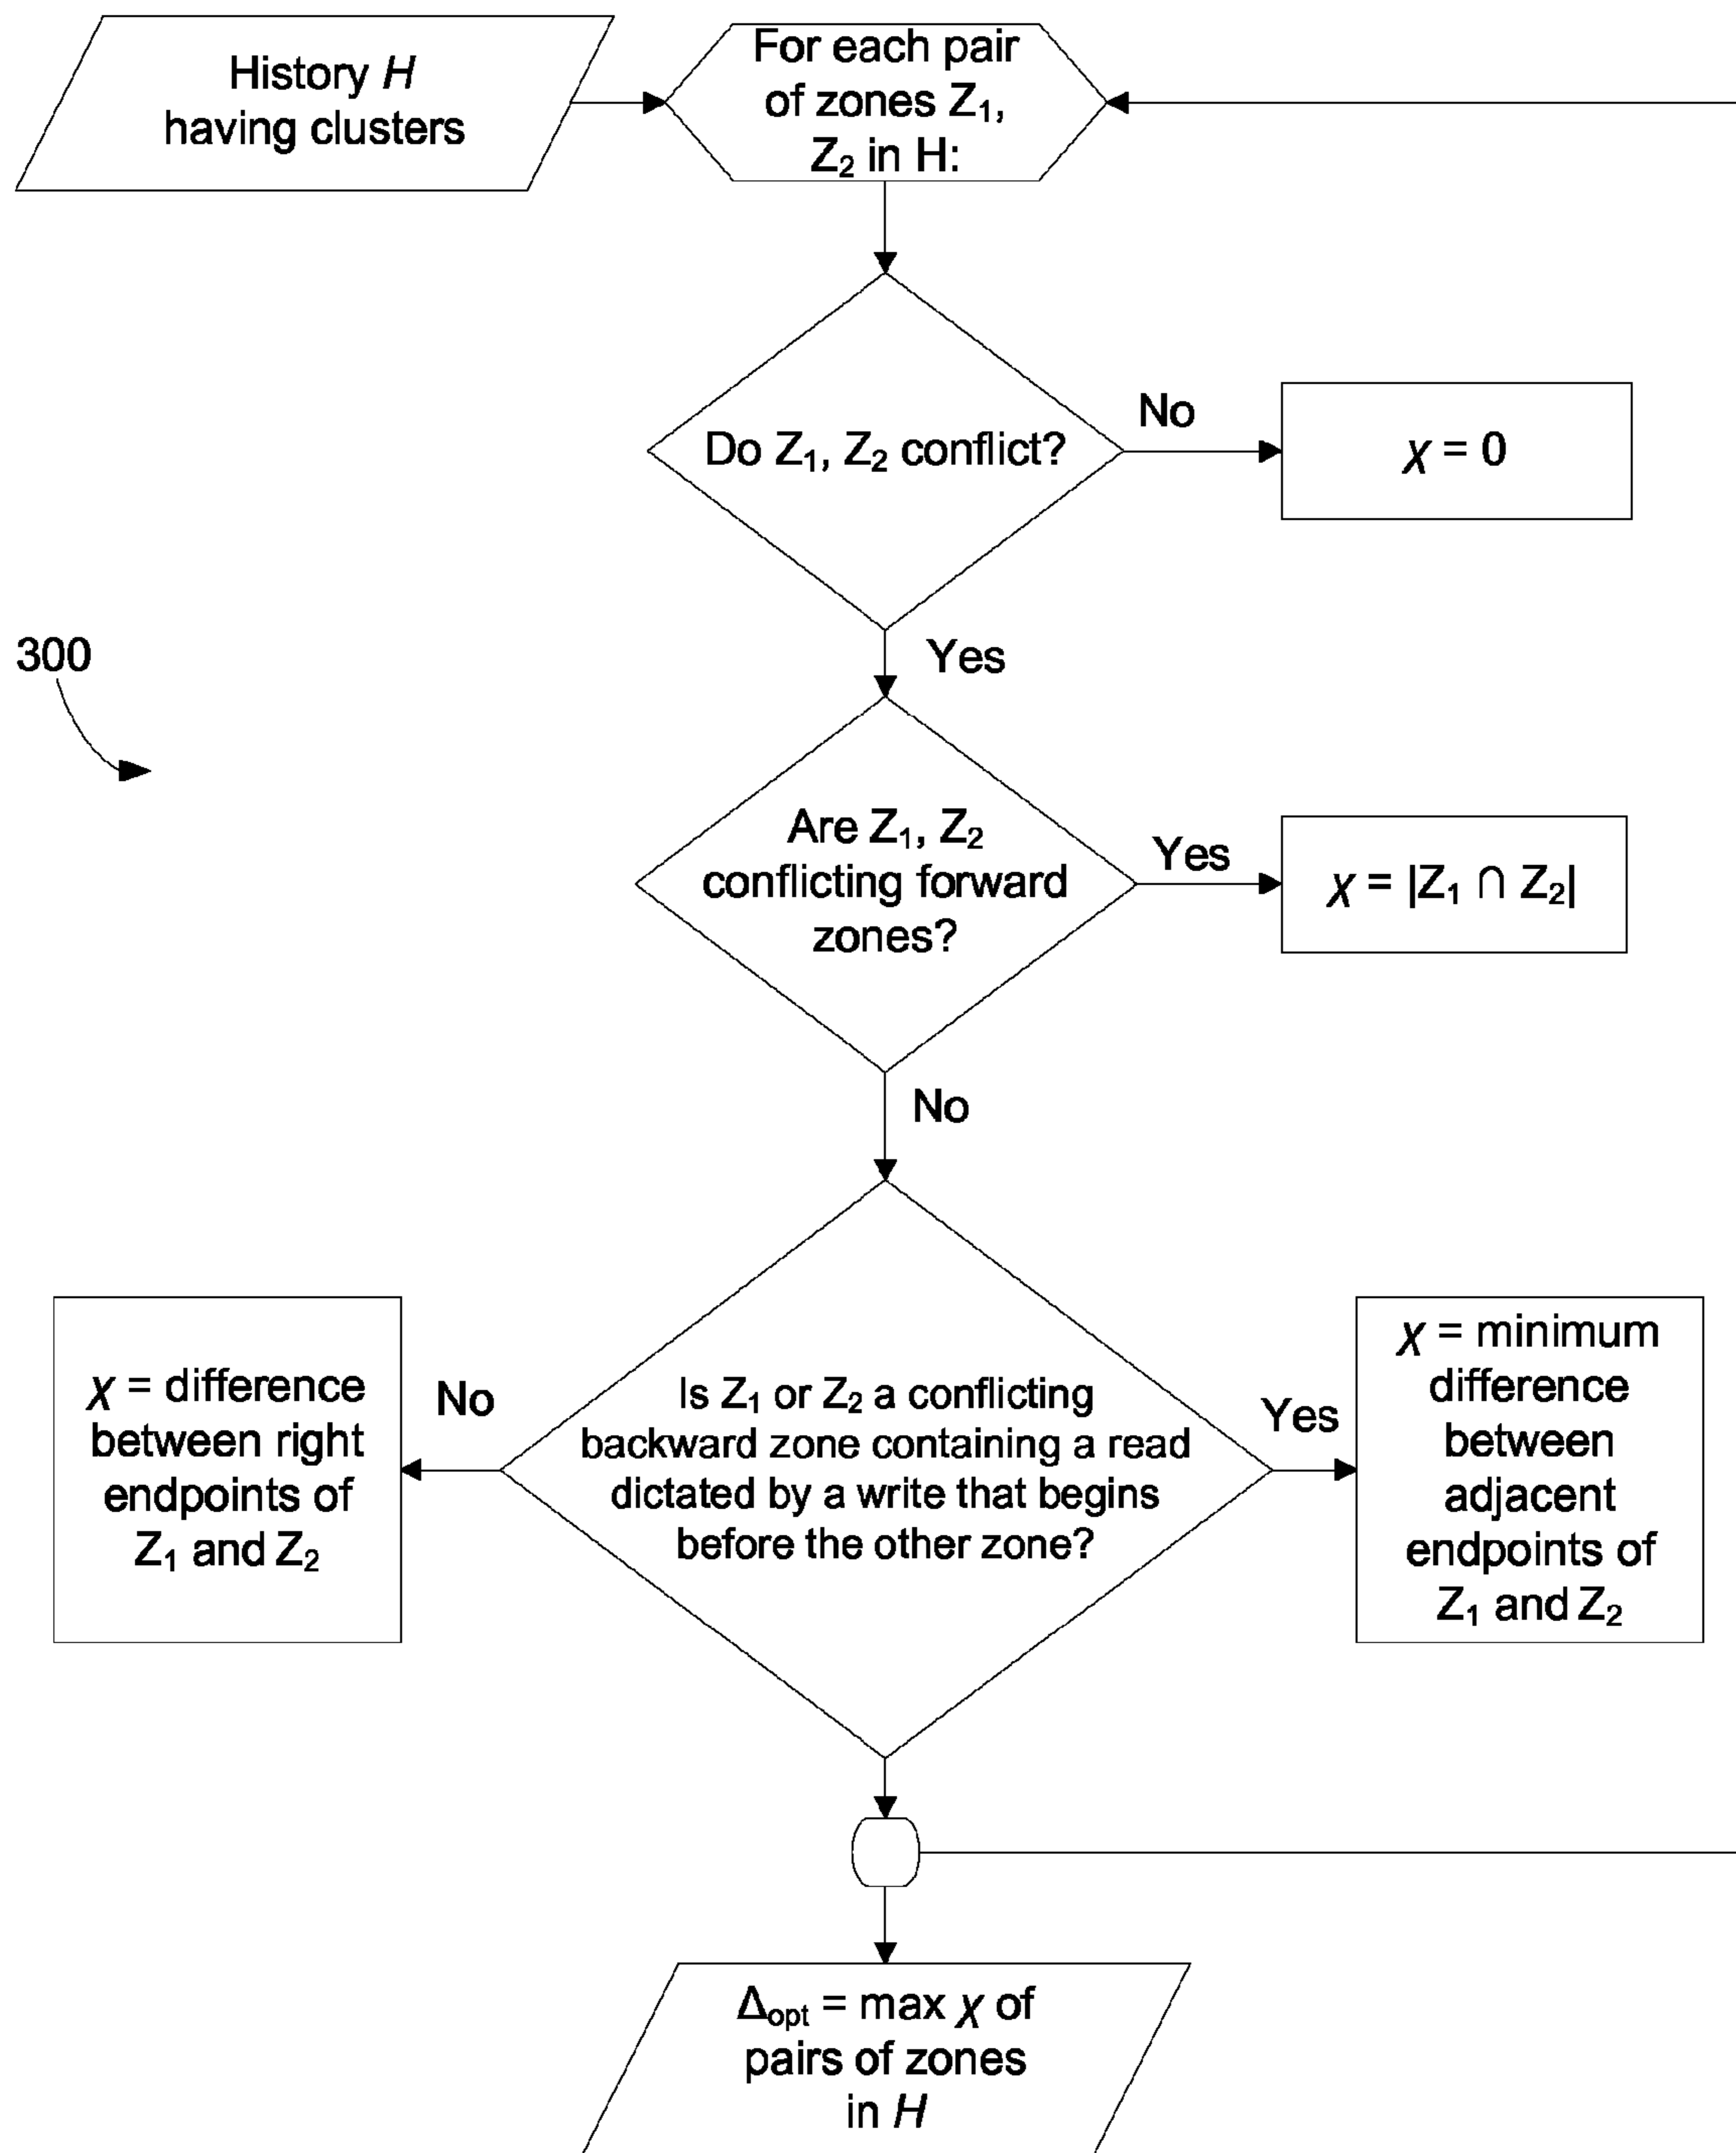 History H
having clusters
For each pair
of zones Z₁,
Z₂ in H:
Do Z₁, Z₂ conflict?
No
χ = 0
Yes
300
Are Z₁, Z₂
conflicting forward
zones?
Yes
χ = |Z₁ ∩ Z₂|
No
Is Z₁ or Z₂ a conflicting
backward zone containing a read
dictated by a write that begins
before the other zone?
No
χ = difference
between right
endpoints of
Z₁ and Z₂
Yes
χ = minimum
difference
between
adjacent
endpoints of
Z₁ and Z₂
Δopt = max χ of
pairs of zones
in H